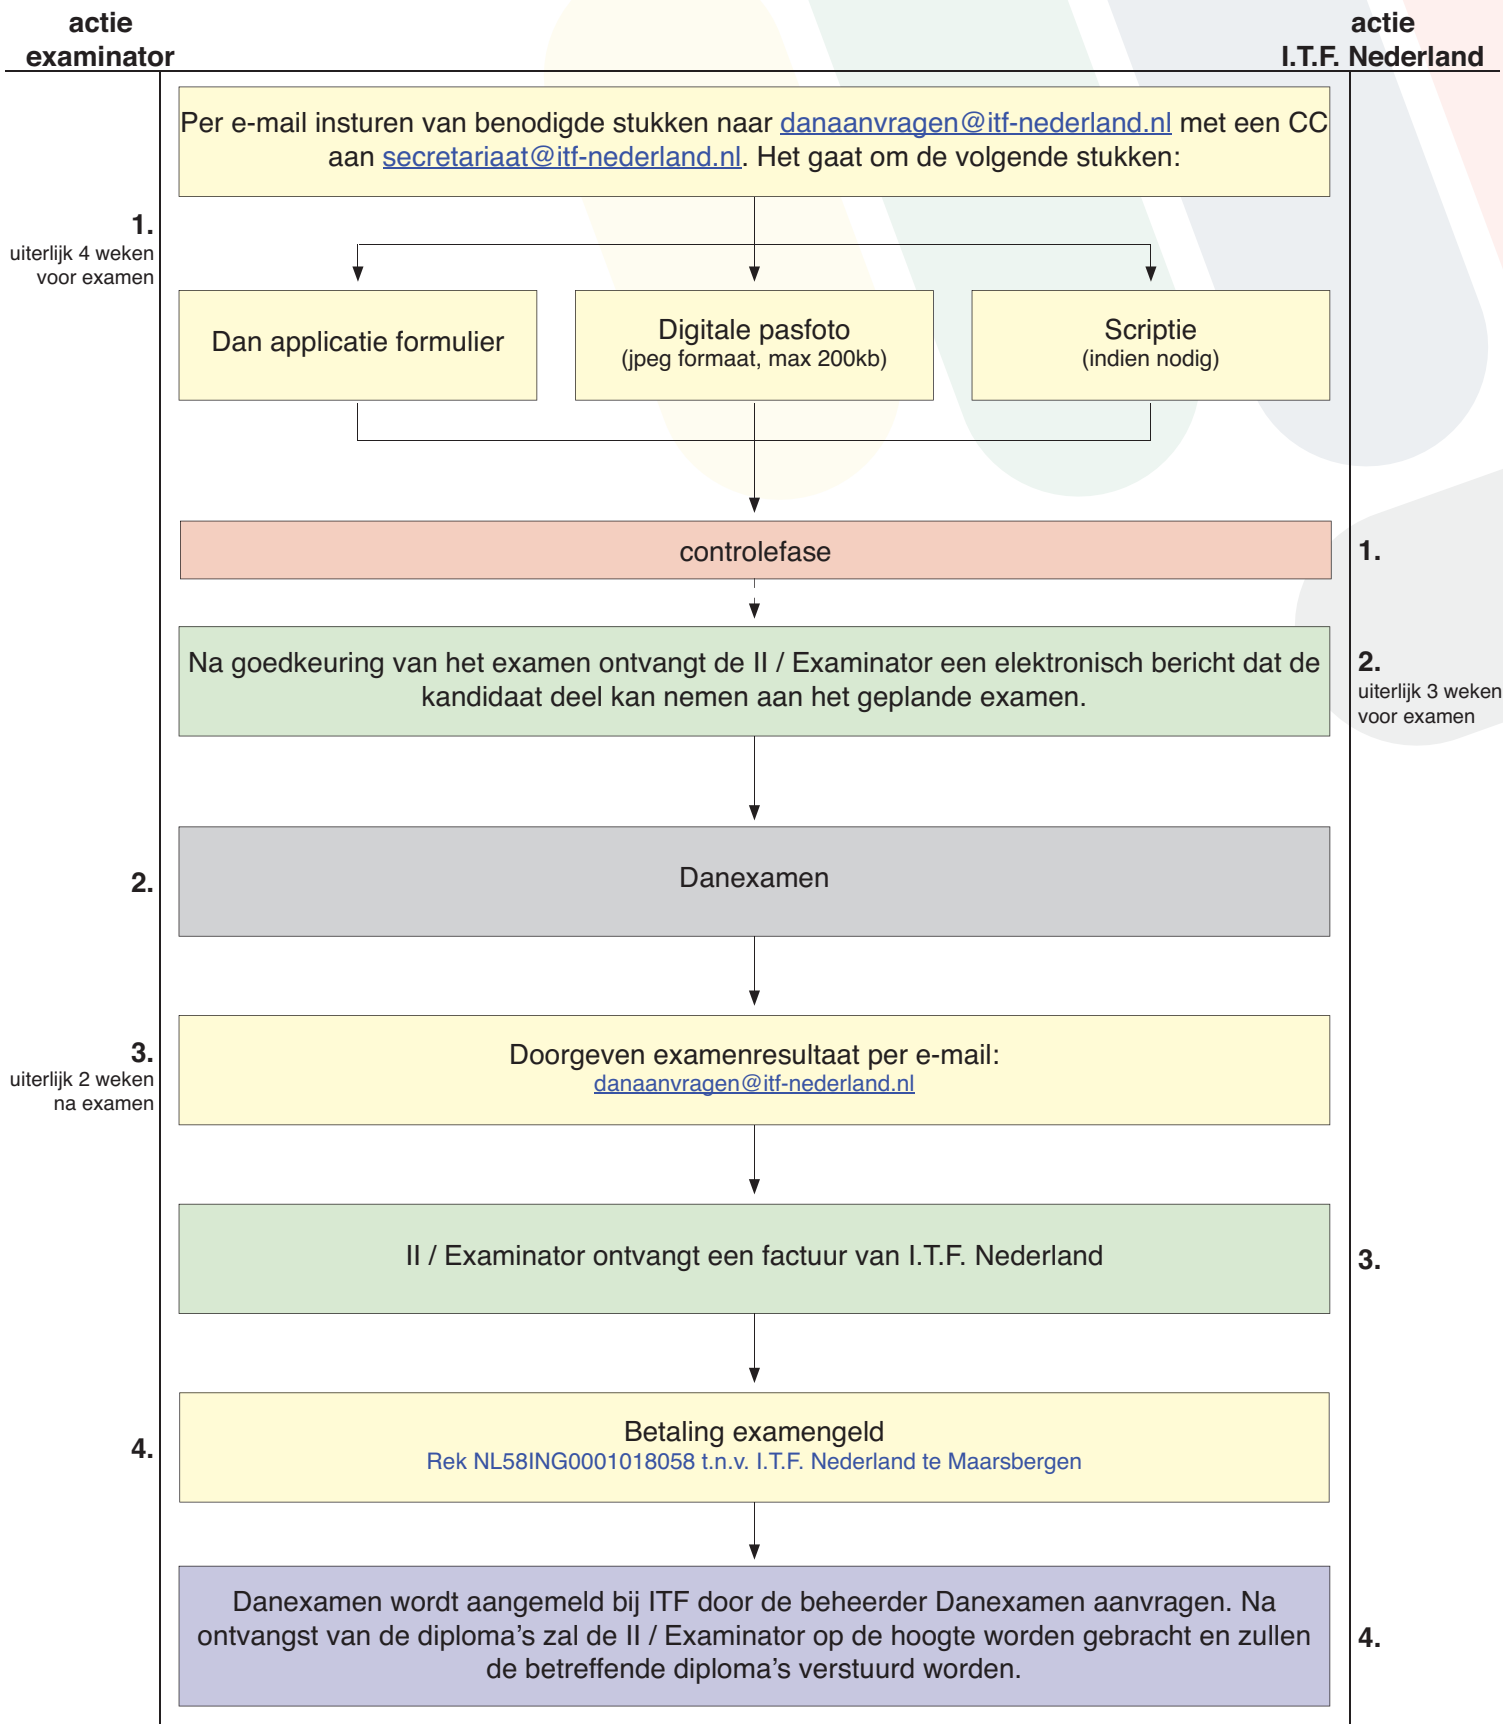 actie
examinator
actie
I.T.F. Nederland
Per e-mail insturen van benodigde stukken naar danaanvragen@itf-nederland.nl met een CC
aan secretariaat@itf-nederland.nl. Het gaat om de volgende stukken:
1.
uiterlijk 4 weken
voor examen
Dan applicatie formulier
Digitale pasfoto
(jpeg formaat, max 200kb)
Scriptie
(indien nodig)
controlefase
1.
Na goedkeuring van het examen ontvangt de II / Examinator een elektronisch bericht dat de
kandidaat deel kan nemen aan het geplande examen.
2.
uiterlijk 3 weken
voor examen
2.
Danexamen
3.
uiterlijk 2 weken
na examen
Doorgeven examenresultaat per e-mail:
danaanvragen@itf-nederland.nl
II / Examinator ontvangt een factuur van I.T.F. Nederland
3.
4.
Betaling examengeld
Rek NL58ING0001018058 t.n.v. I.T.F. Nederland te Maarsbergen
Danexamen wordt aangemeld bij ITF door de beheerder Danexamen aanvragen. Na
ontvangst van de diploma's zal de II / Examinator op de hoogte worden gebracht en zullen
de betreffende diploma's verstuurd worden.
4.